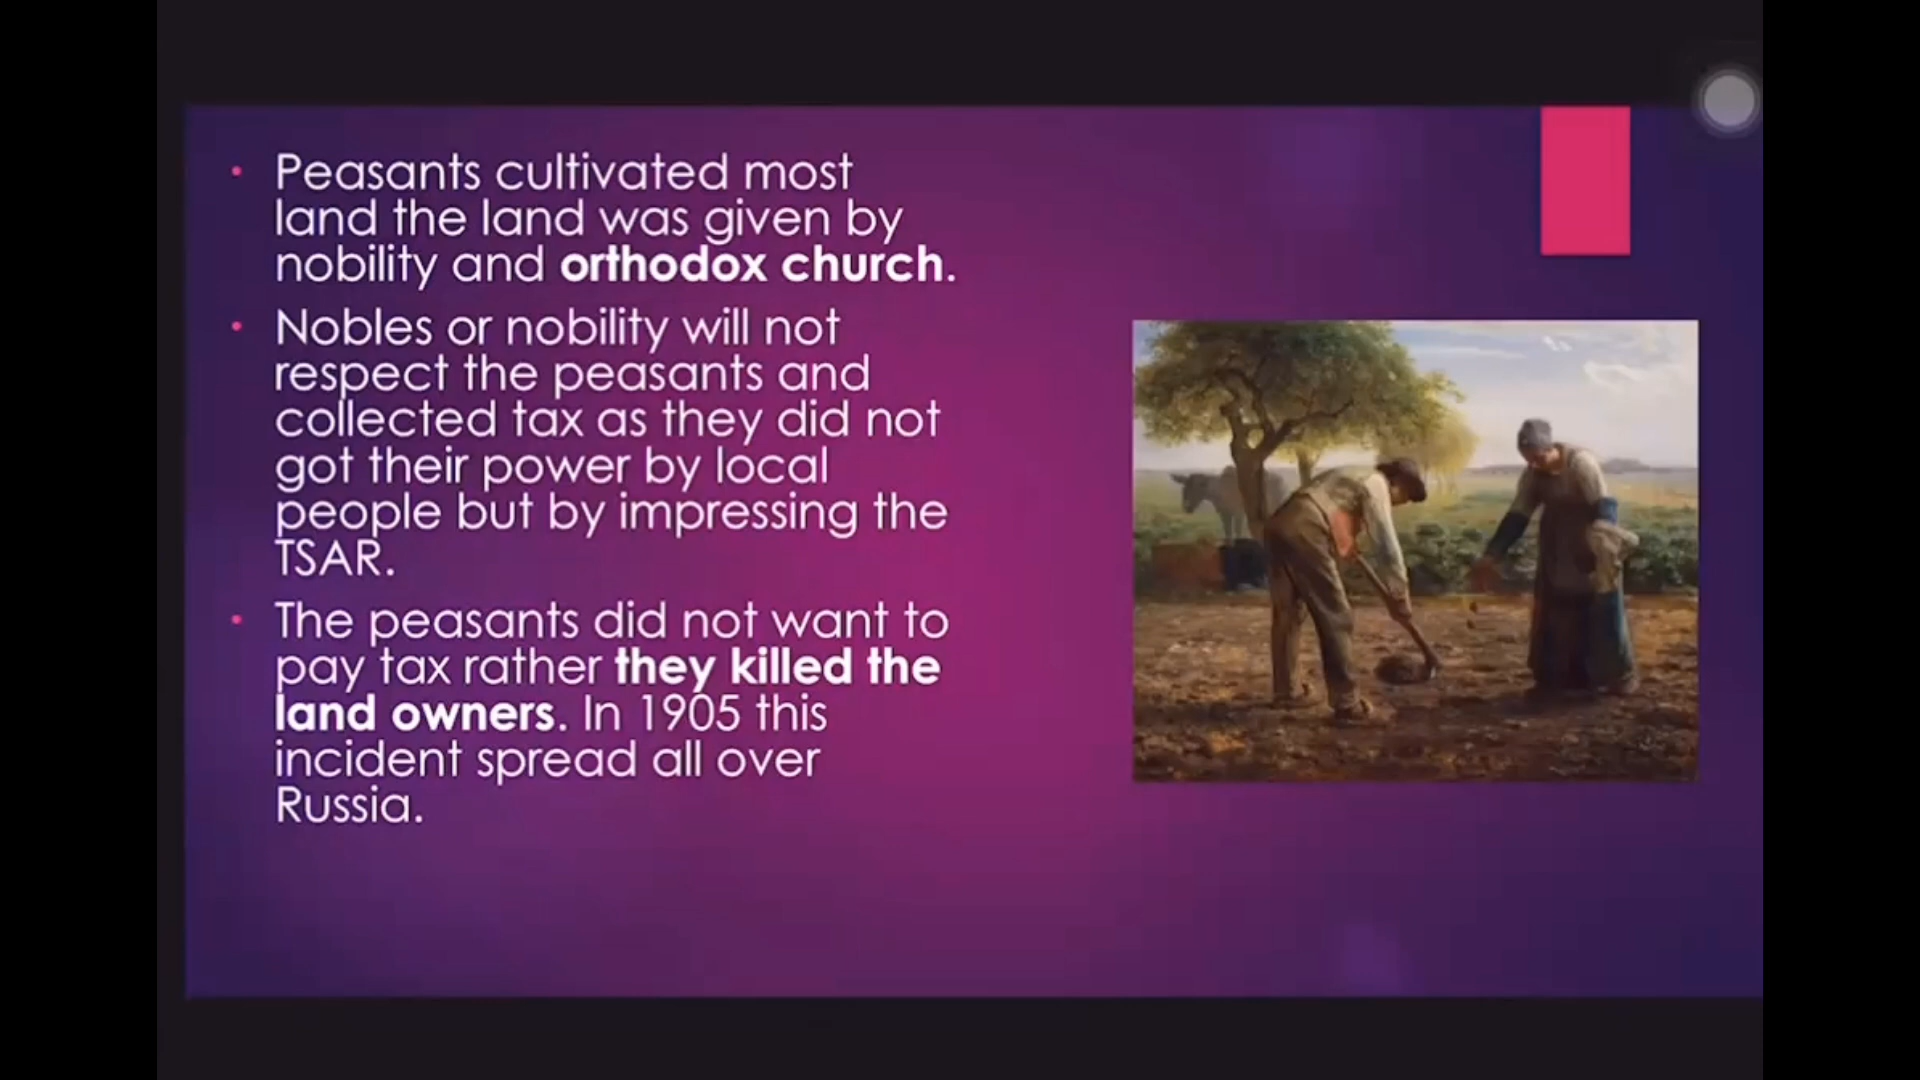 • Peasants cultivated most
land the land was given by
nobility and orthodox church.
• Nobles or nobility will not
respect the peasants and
collected tax as they did not
got their power by local
people but by impressing the
TSAR.
• The peasants did not want to
pay tax rather they killed the
land owners. In 1905 this
incident spread all over
Russia.